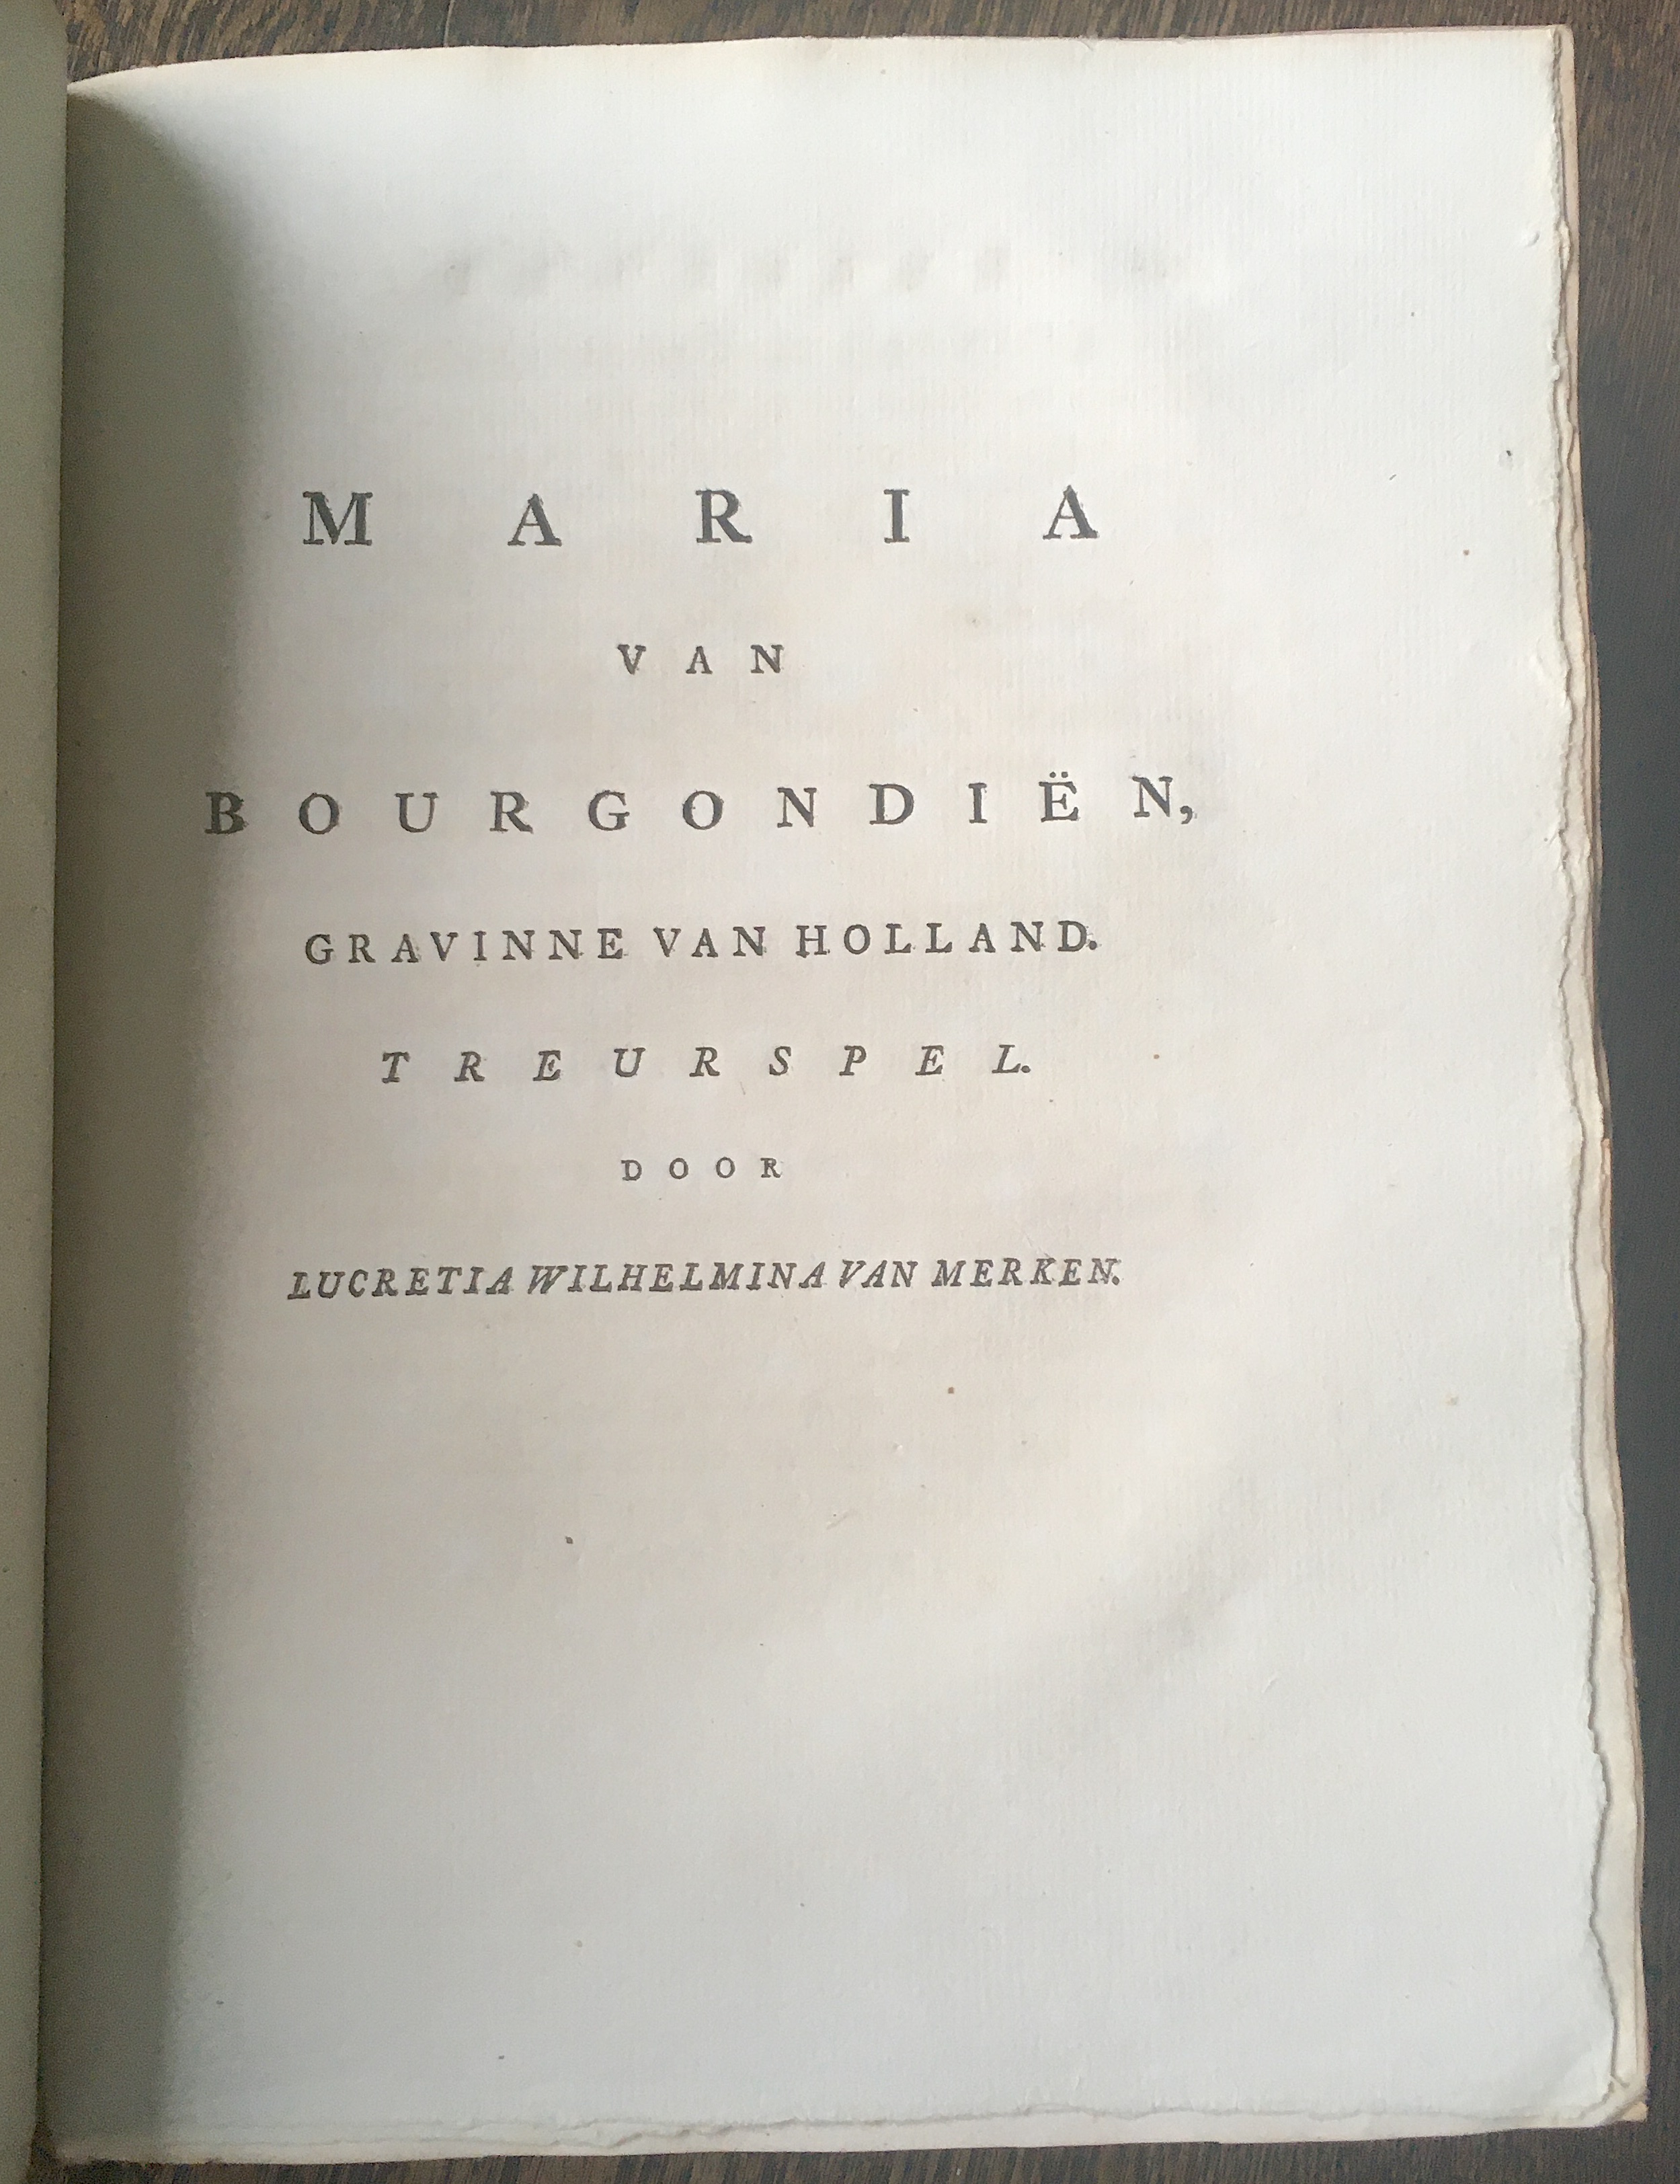 MARIA
VAN
BOURGONDIËN,
GRAVINNE VAN HOLLAND.
TREURSPEL.
DOOR
LUCRETIA WILHELMINA VAN MERKEN.